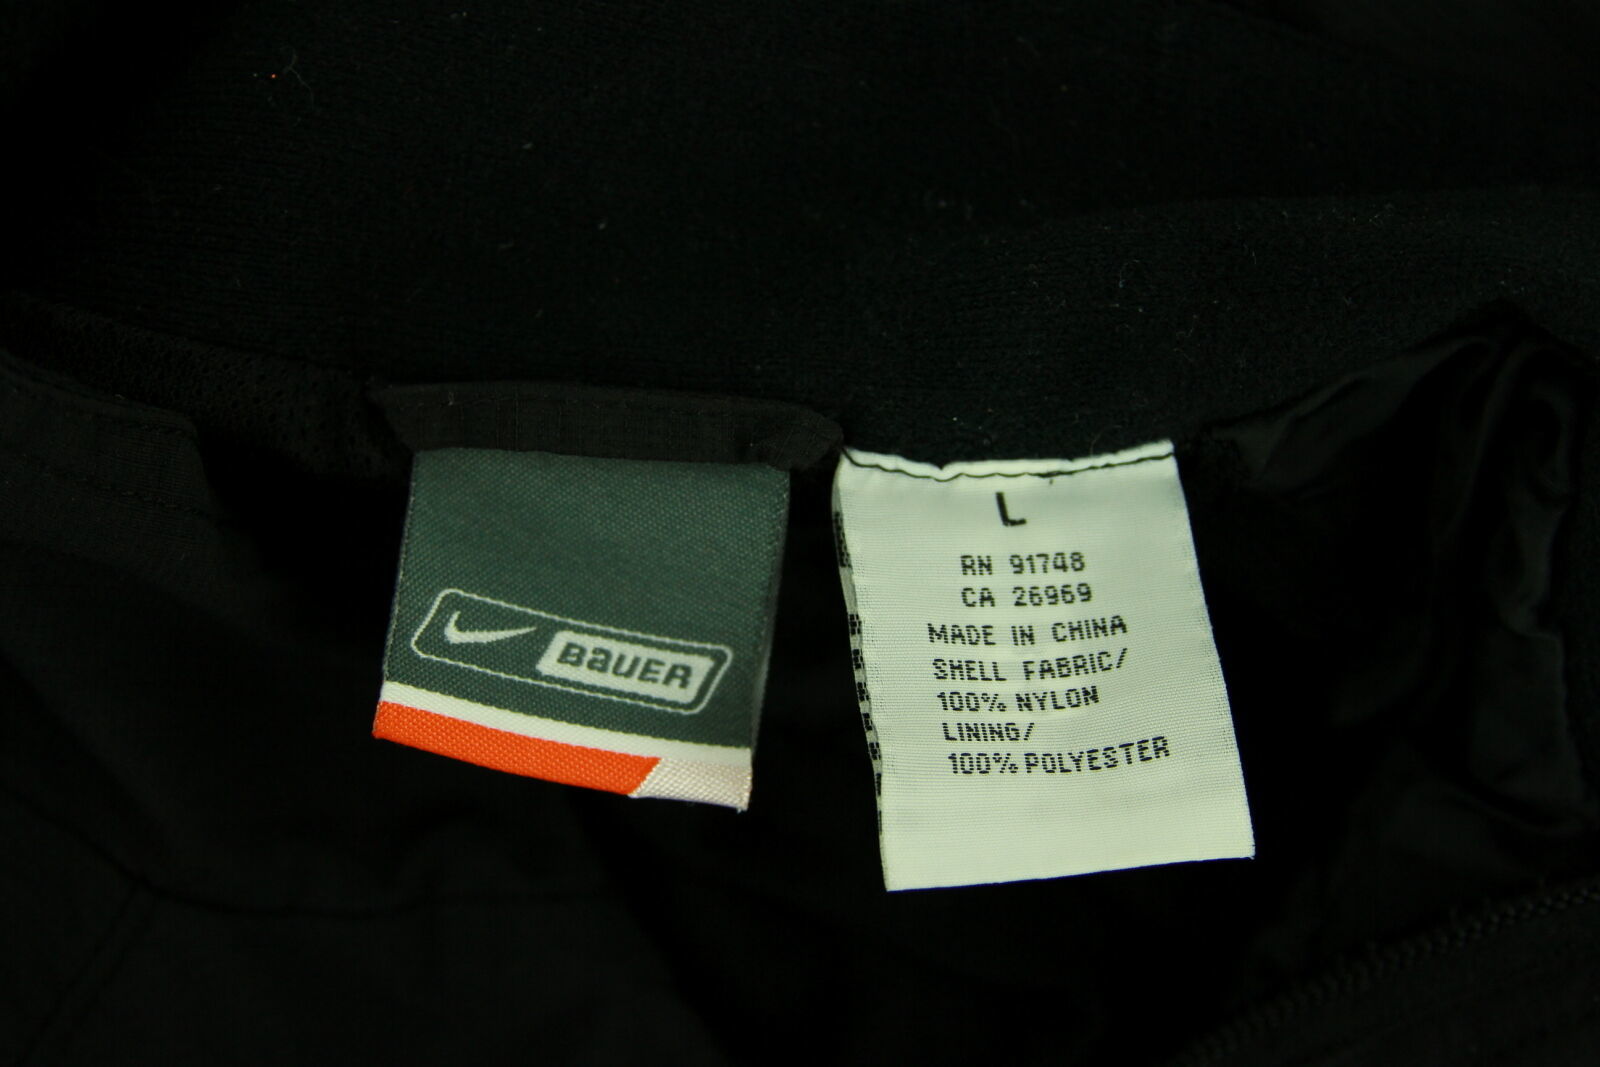 BaUER
L
RN 91748
CA 26969
MADE IN CHINA
SHELL FABRIC/
100% NYLON
LINING/
100% POLYESTER